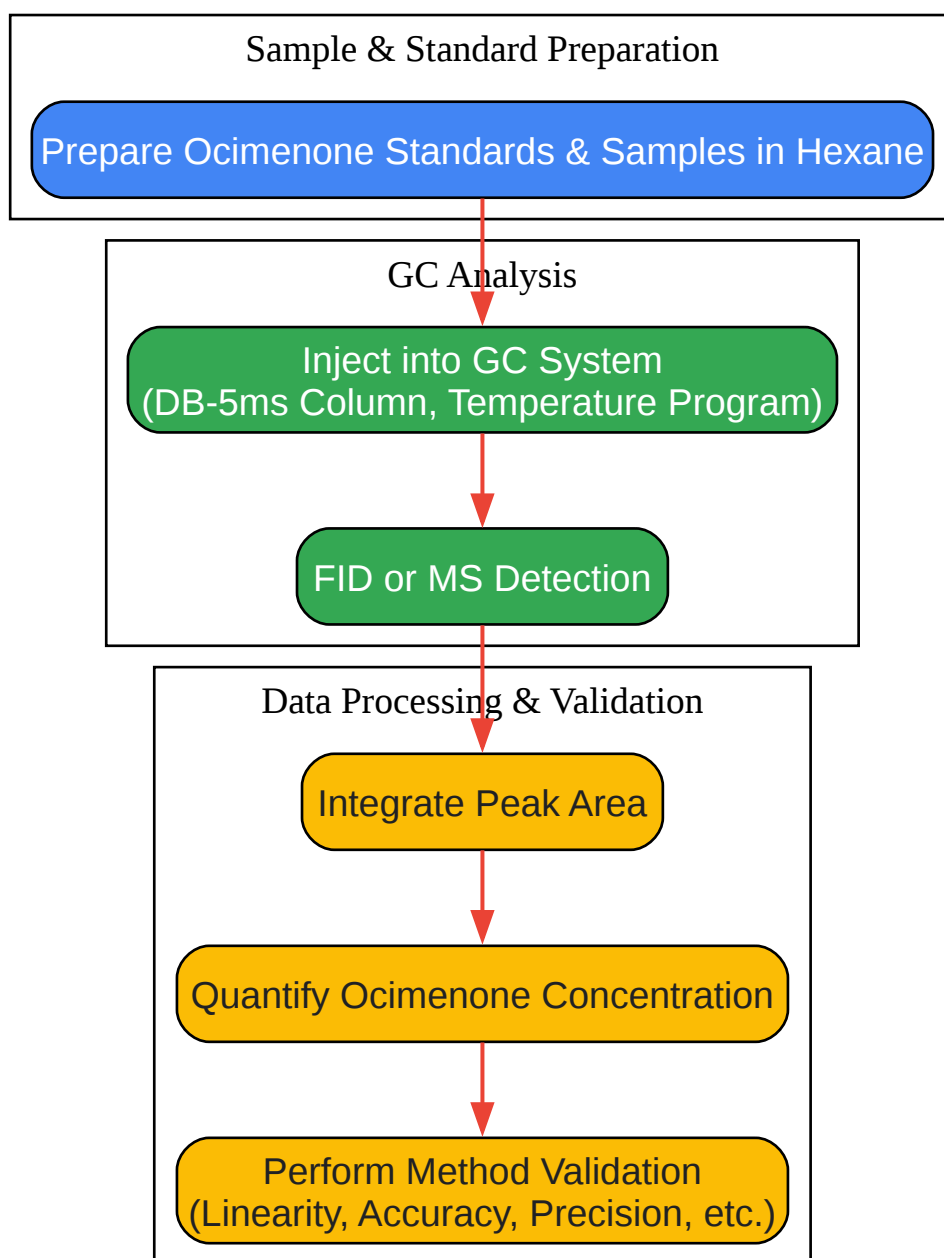 Sample & Standard Preparation
Prepare Ocimenone Standards & Samples in Hexane
GC Analysis
Inject into GC System
(DB-5ms Column, Temperature Program)
FID or MS Detection
Data Processing & Validation
Integrate Peak Area
Quantify Ocimenone Concentration
Perform Method Validation
(Linearity, Accuracy, Precision, etc.)